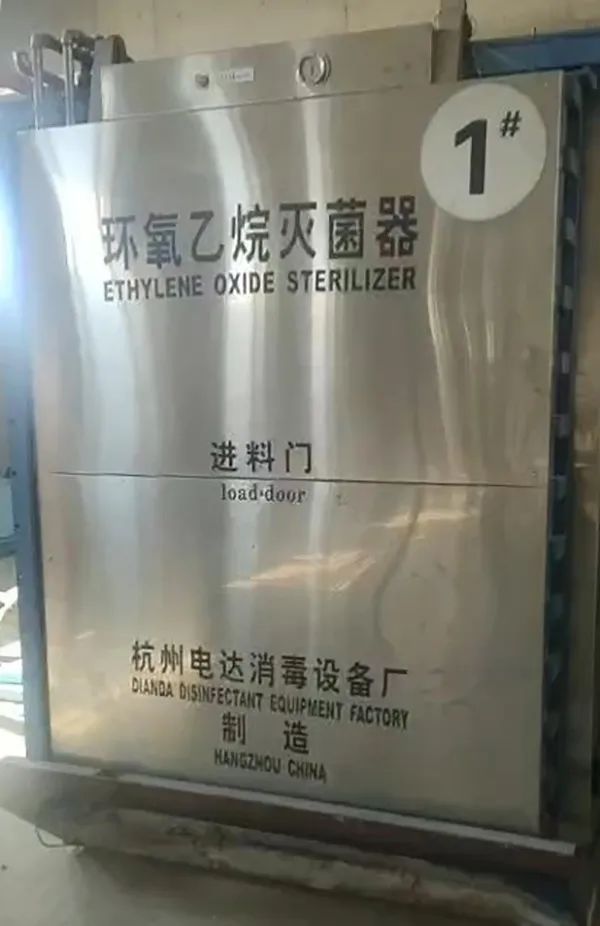 1#
环氧乙烷灭菌器
ETHYLENE OXIDE STERILIZER
进料门
load-door
杭州电达消毒设备厂
DIANDA DISINFECTANT EQUIPMENT FACTORY
制造
HANGZHOU CHINA